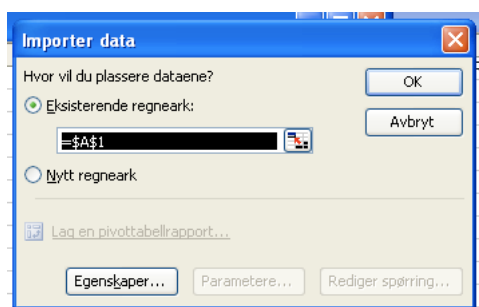 Importer data
Hvor vil du plassere dataene?
OK
Eksisterende regneark:
Avbryt
=$A$1
Nytt regneark
Lag en pivottabellrapport...
Egenskaper... Parametere... Rediger spørring...